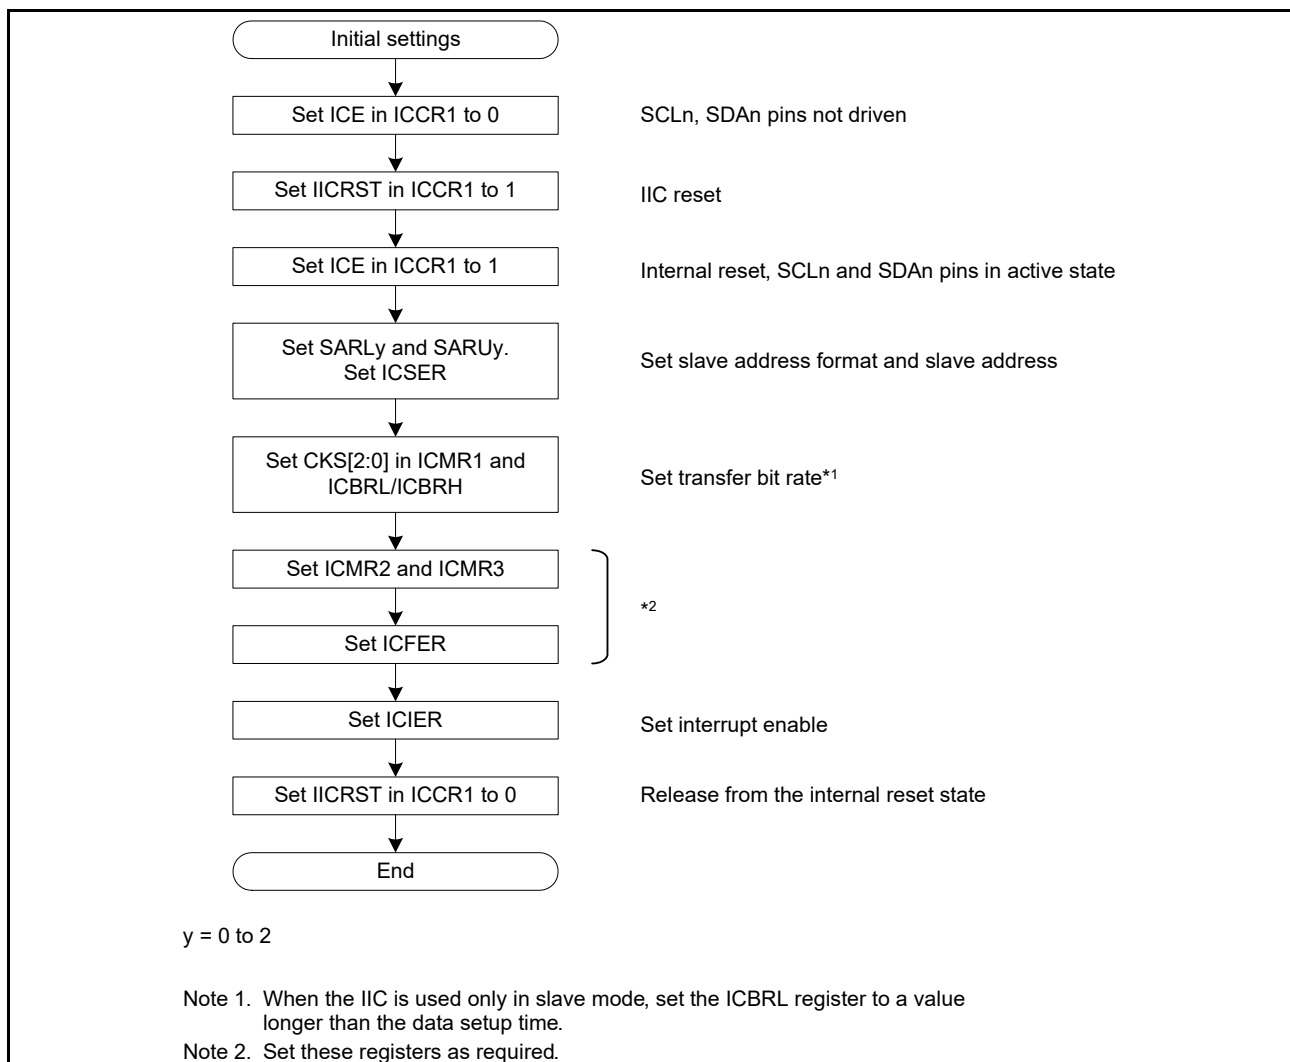 Initial settings
Set ICE in ICCR1 to 0
SCLn, SDAn pins not driven
Set IICRST in ICCR1 to 1
IIC reset
Set ICE in ICCR1 to 1
Internal reset, SCLn and SDAn pins in active state
Set SARLy and SARUy.
Set ICSER
Set slave address format and slave address
Set CKS[2:0] in ICMR1 and
ICBRL/ICBRH
Set transfer bit rate*1
Set ICMR2 and ICMR3
*2
Set ICFER
Set ICIER
Set interrupt enable
Set IICRST in ICCR1 to 0
Release from the internal reset state
End
y = 0 to 2
Note 1. When the IIC is used only in slave mode, set the ICBRL register to a value
longer than the data setup time.
Note 2. Set these registers as required.